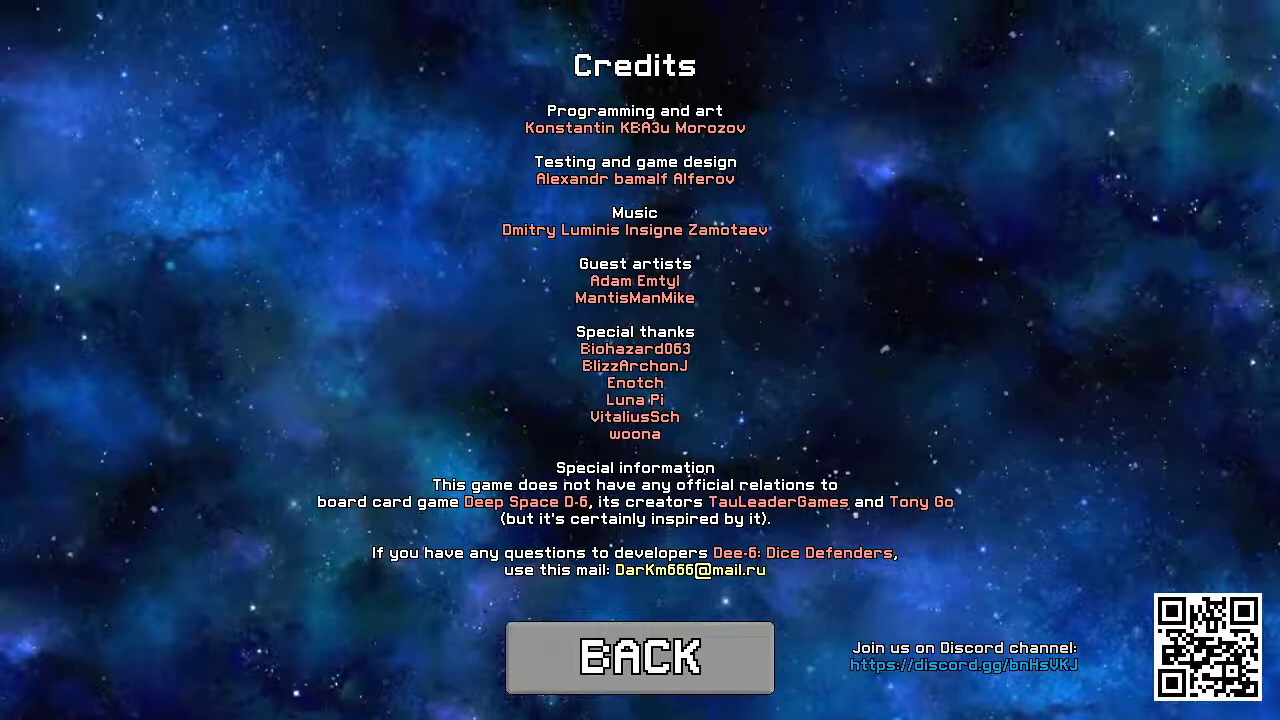 Credits
Programming and art
Konstantin KBA3u Morozov
Testing and game design
Alexandr bamalf Alferov
Music
Dmitry Luminis Insigne Zamotaev
Guest artists
Adam Emtyl
MantisManMike
Special thanks
Biohazard063
BlizzArchonJ
Enotch
Luna Pi
VitaliusSch
woona
Special information
This game does not have any official relations to
board card game Deep Space D-6, its creators TauLeaderGames and Tony Go
(but it's certainly inspired by it).
If you have any questions to developers Dee-6: Dice Defenders,
use this mail: DarKm666@mail.ru
BACK
Join us on Discord channel:
https://discord.gg/bnHsVKJ